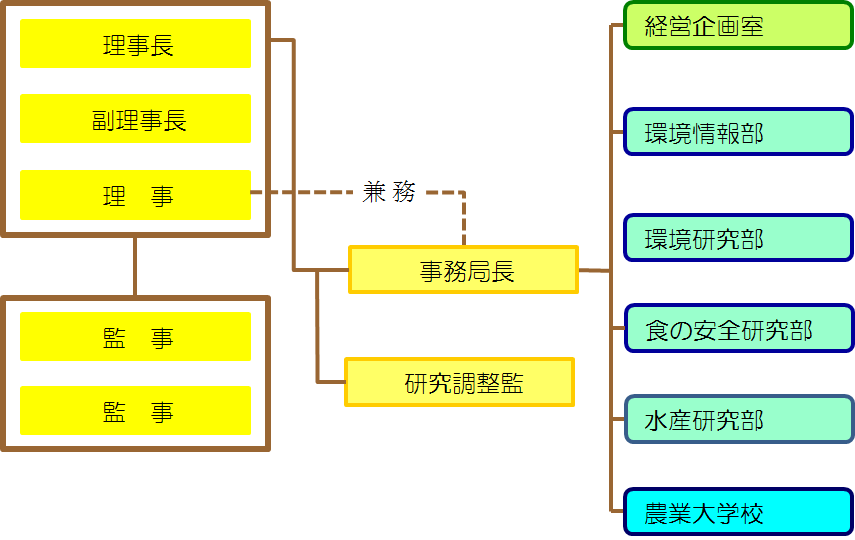 理事長
副理事長
理　事
兼 務
監　事
監　事
事務局長
研究調整監
経営企画室
環境情報部
環境研究部
食の安全研究部
水産研究部
農業大学校